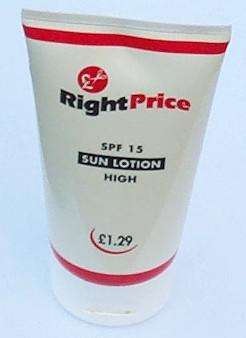 £
RightPrice
SPF 15
SUN LOTION
HIGH
£1.29